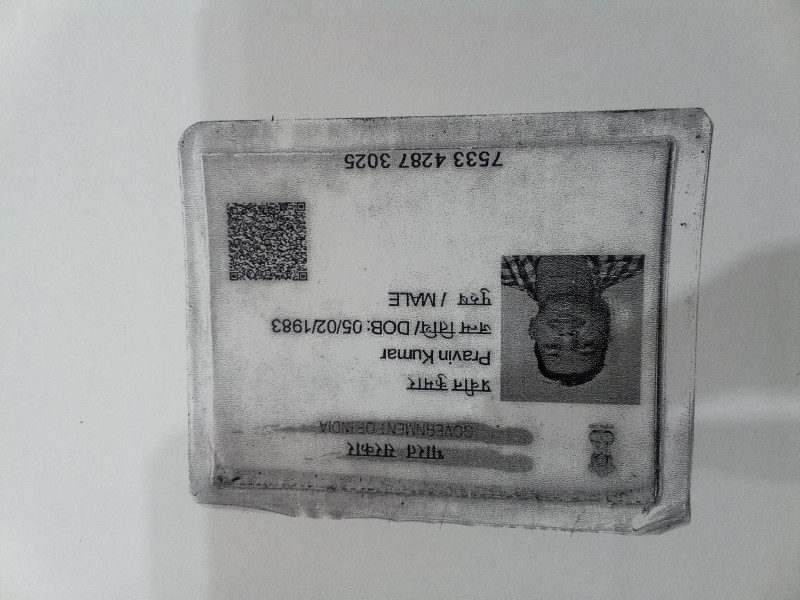 भारत सरकार
GOVERNMENT OF INDIA
प्रवीन कुमार
Pravin Kumar
जन्म तिथि/ DOB: 05/02/1983
पुरुष / MALE
7533 4287 3025